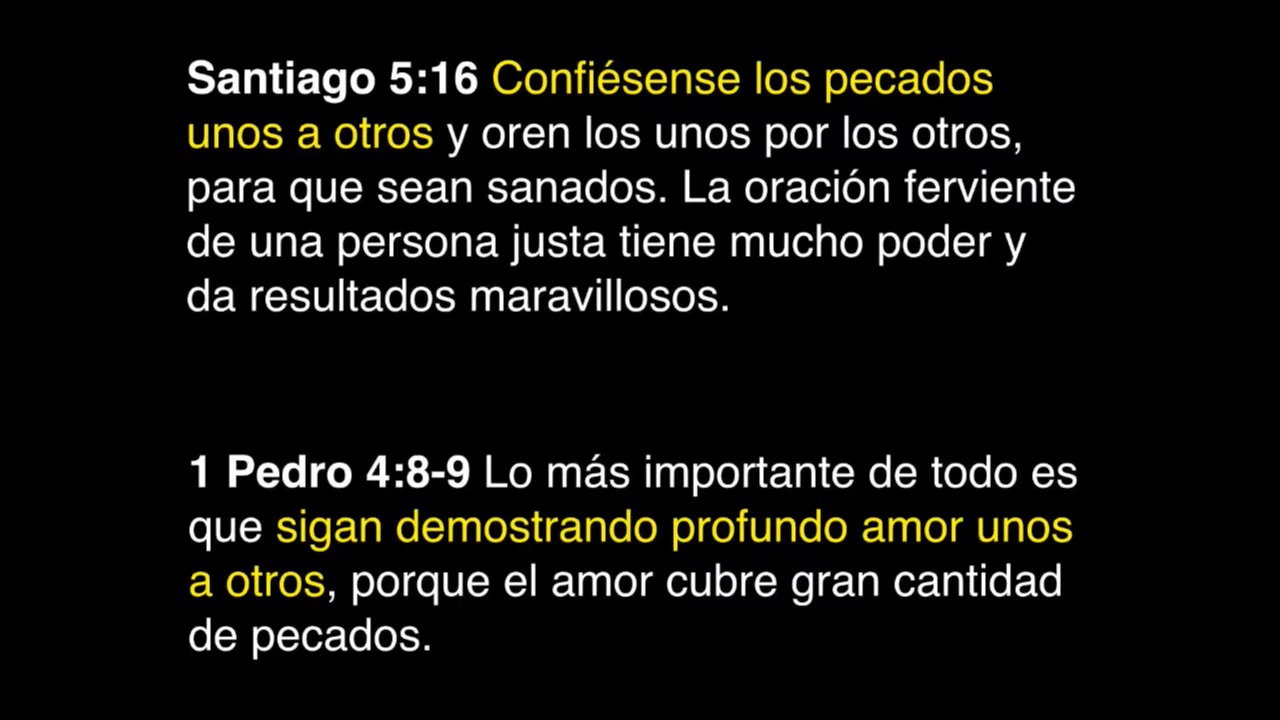 Santiago 5:16 Confiésense los pecados
unos a otros y oren los unos por los otros,
para que sean sanados. La oración ferviente
de una persona justa tiene mucho poder y
da resultados maravillosos.
1 Pedro 4:8-9 Lo más importante de todo es
que sigan demostrando profundo amor unos
a otros, porque el amor cubre gran cantidad
de pecados.